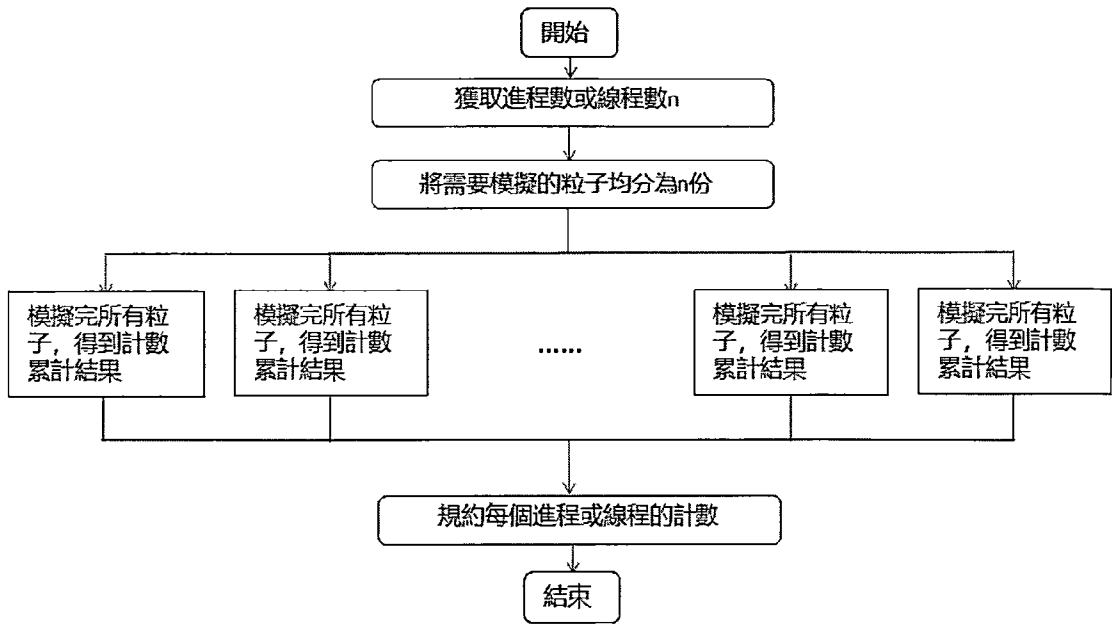 開始
獲取進程數或線程數n
將需要模擬的粒子均分為n份
模擬完所有粒
子，得到計數
累計結果
模擬完所有粒
子，得到計數
累計結果
......
模擬完所有粒
子，得到計數
累計結果
模擬完所有粒
子，得到計數
累計結果
規約每個進程或線程的計數
結束